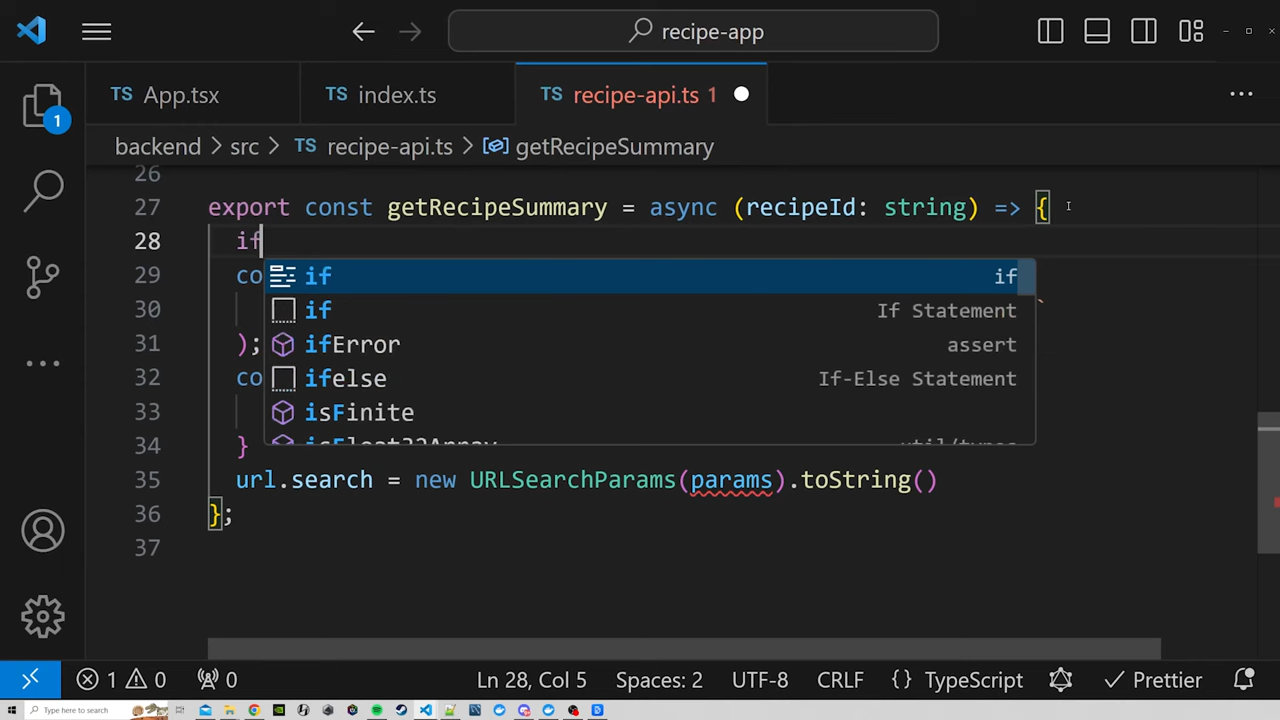 recipe-app
TS App.tsx
TS index.ts
TS recipe-api.ts 1
backend > src > TS recipe-api.ts > getRecipeSummary
26
27 export const getRecipeSummary = async (recipeId: string) => {
28 if
29 co if if
30 if If Statement `
31 ); ifError assert
32 co ifelse If-Else Statement
33 isFinite
34 } isFloat32Array util/types
35 url.search = new URLSearchParams(params).toString()
36 };
37
1 0 0 Ln 28, Col 5 Spaces: 2 UTF-8 CRLF {} TypeScript Prettier
1
Type here to search